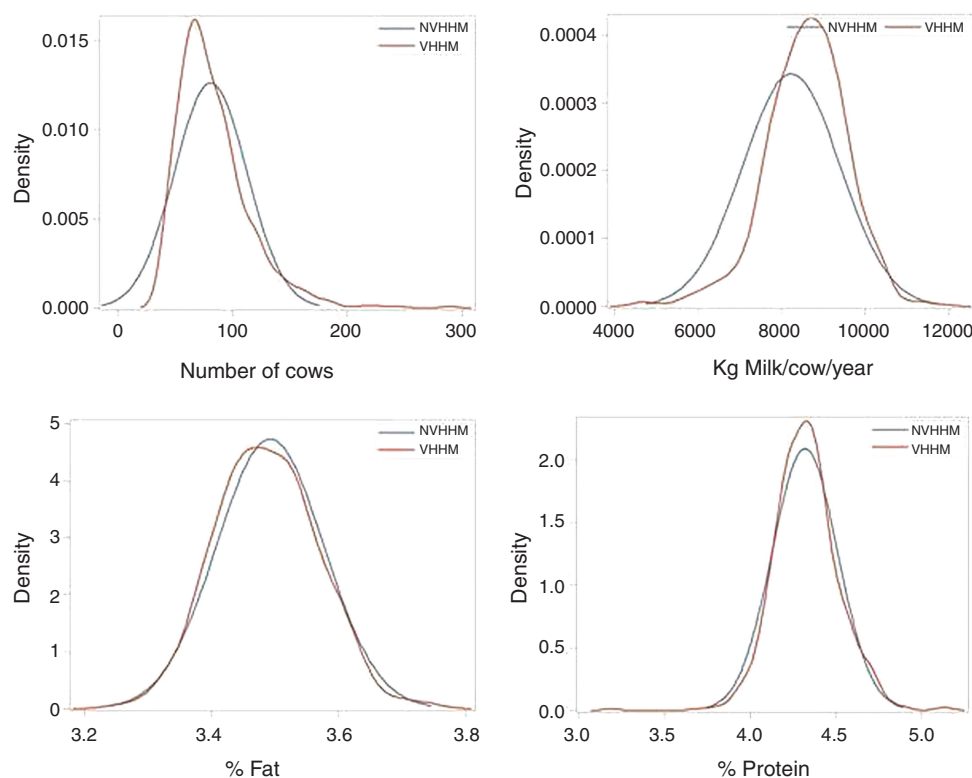 NVHHM
VHHM
0.015
0.010
0.005
0.000
Density
0
100
200
300
Number of cows
NVHHM
VHHM
0.0004
0.0003
0.0002
0.0001
0.0000
Density
4000
6000
8000
10000
12000
Kg Milk/cow/year
NVHHM
VHHM
5
4
3
2
1
0
Density
3.2
3.4
3.6
3.8
% Fat
NVHHM
VHHM
2.0
1.5
1.0
0.5
0.0
Density
3.0
3.5
4.0
4.5
5.0
% Protein